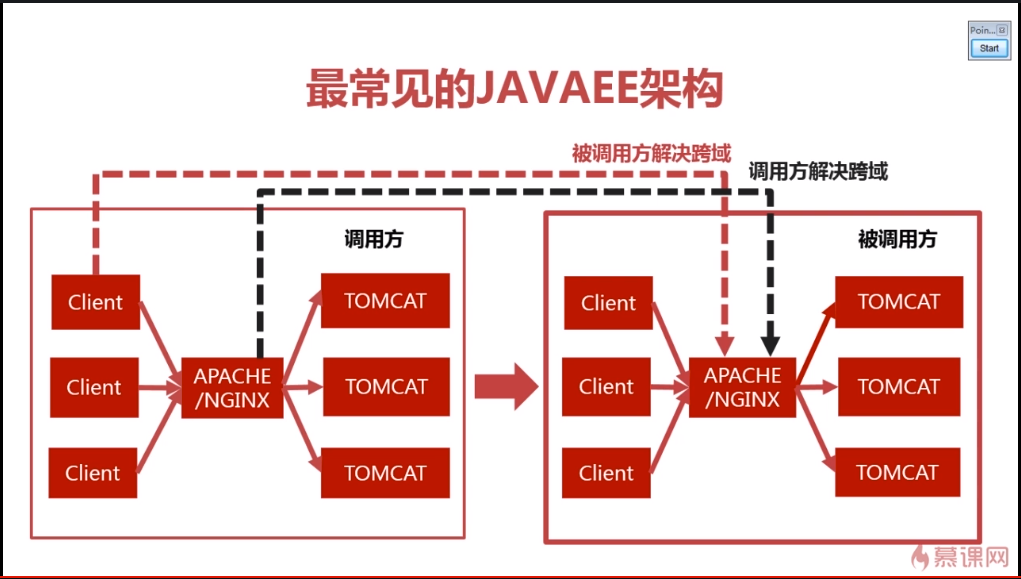 Poin...
Start
最常见的JAVAEE架构
被调用方解决跨域
调用方解决跨域
调用方
被调用方
Client
Client
Client
APACHE
/NGINX
TOMCAT
TOMCAT
TOMCAT
Client
Client
Client
APACHE
/NGINX
TOMCAT
TOMCAT
TOMCAT
慕课网